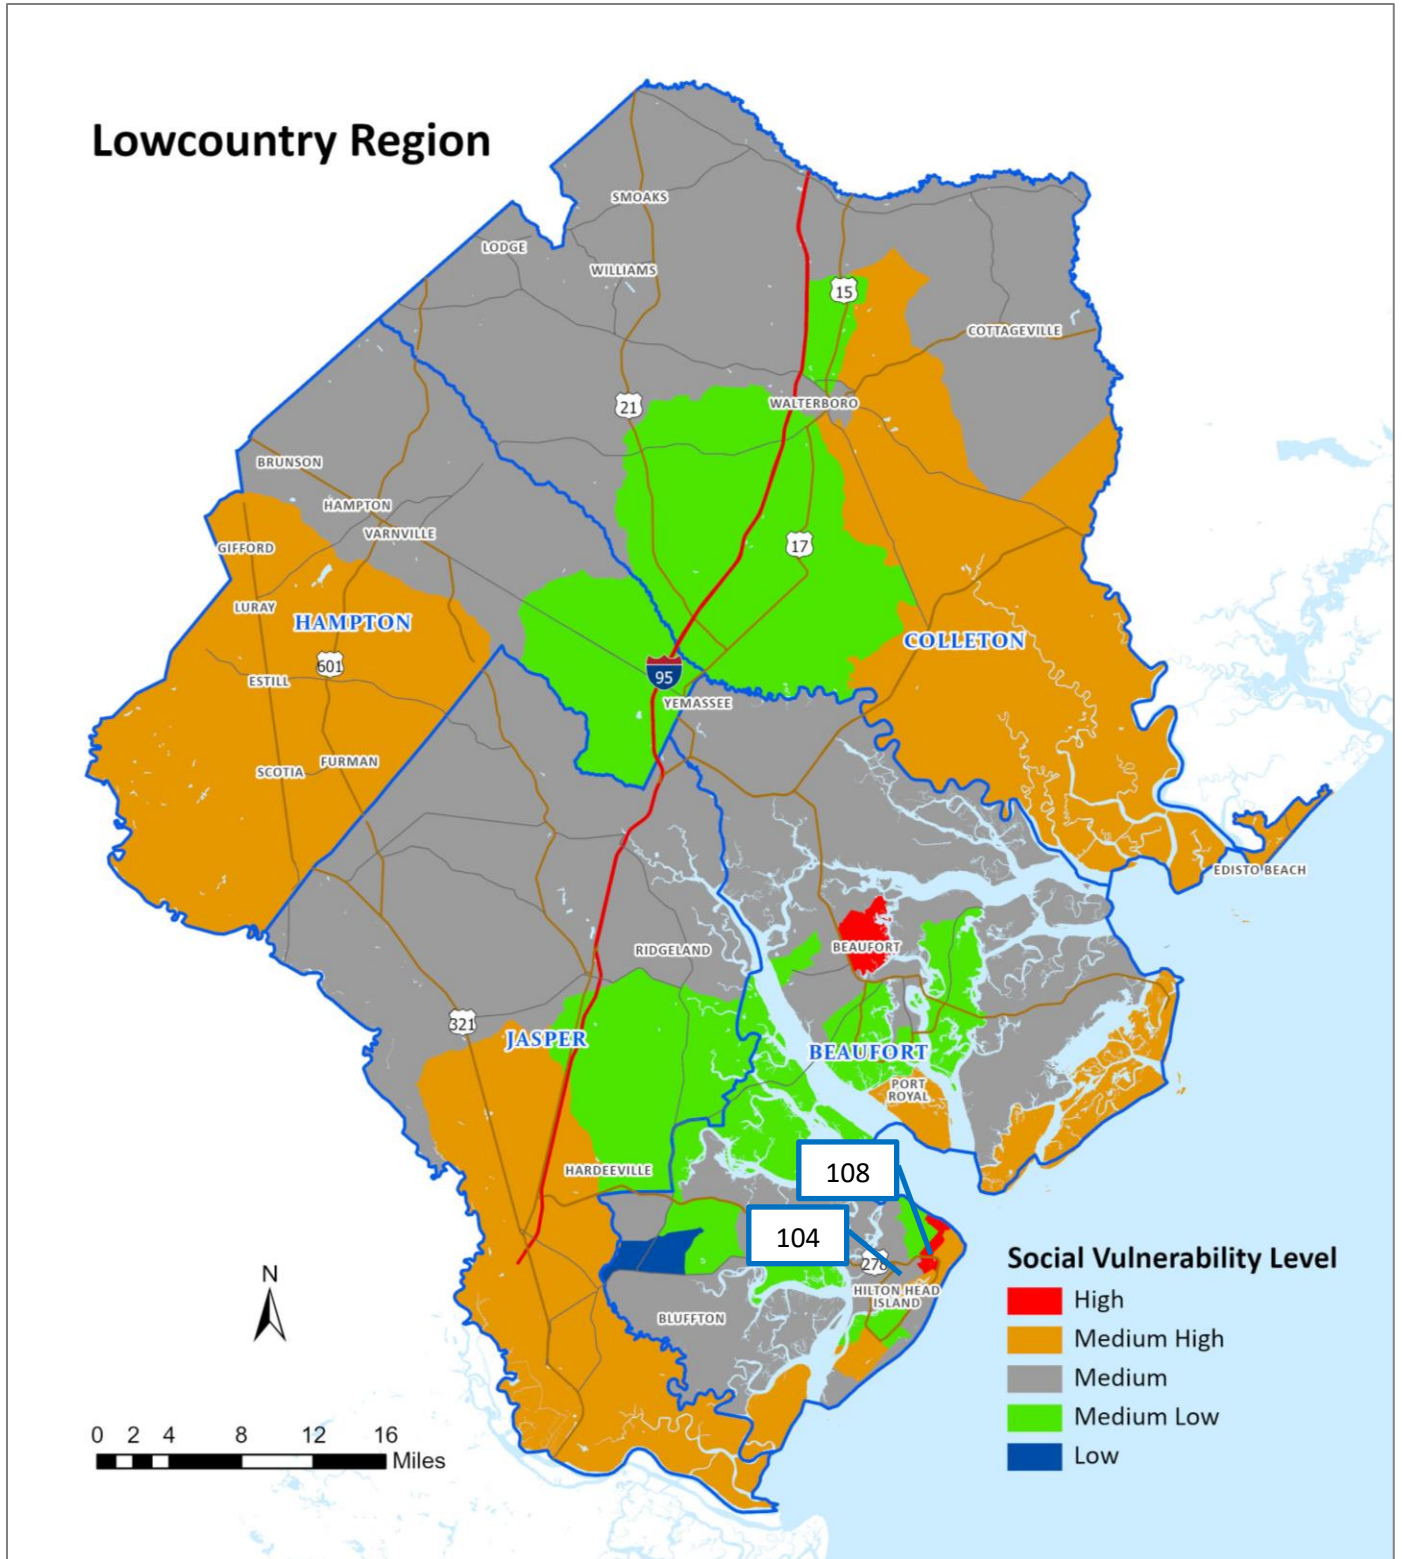 Lowcountry Region
SMOAKS
LODGE
WILLIAMS
15
COTTAGEVILLE
21
WALTERBORO
BRUNSON
HAMPTON
VARNVILLE
GIFFORD
17
LURAY
HAMPTON
COLLETON
601
ESTILL
95
YEMASSEE
SCOTIA
FURMAN
EDISTO BEACH
BEAUFORT
RIDGELAND
321
JASPER
BEAUFORT
PORT
ROYAL
HARDEEVILLE
108
104
278
HILTON HEAD
ISLAND
BLUFFTON
N
0 2 4 8 12 16
Miles
Social Vulnerability Level
High
Medium High
Medium
Medium Low
Low